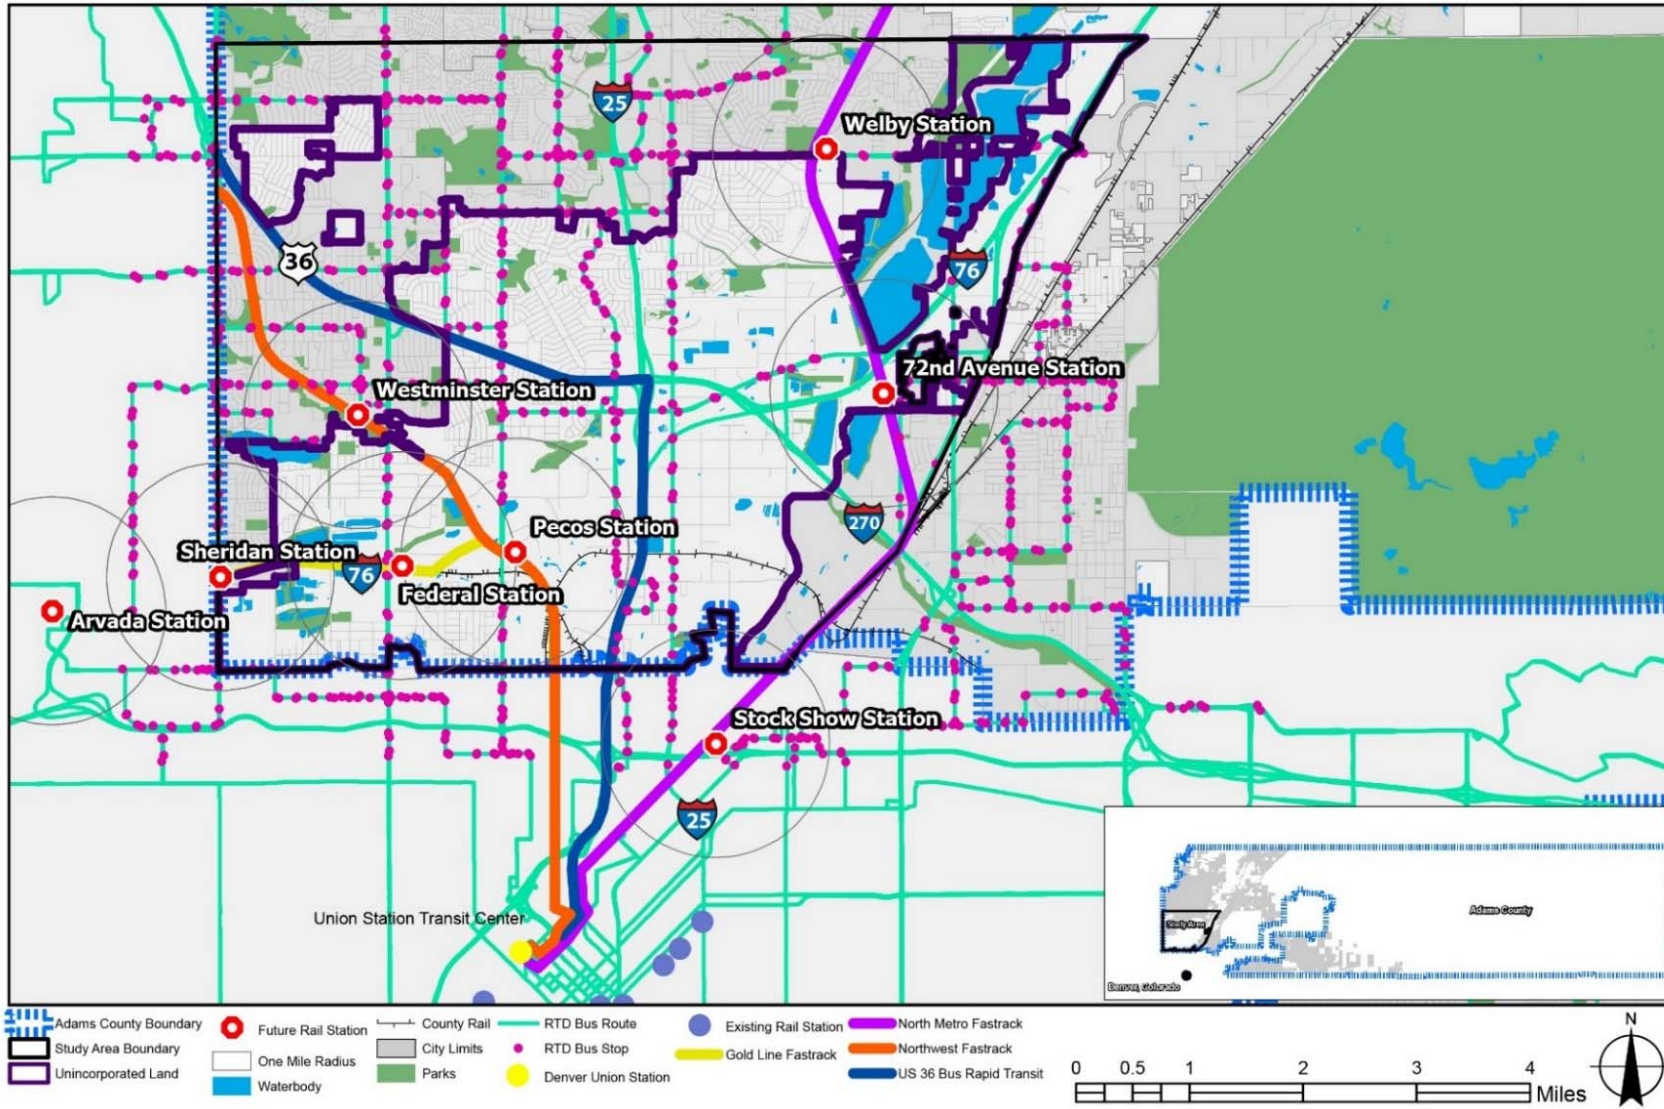 25
Welby Station
36
76
72nd Avenue Station
Westminster Station
270
Pecos Station
Sheridan Station
76
Federal Station
Arvada Station
Stock Show Station
25
Union Station Transit Center
Adams County
Study Area
Denver, Colorado
Adams County Boundary
Study Area Boundary
Unincorporated Land
Future Rail Station
One Mile Radius
Waterbody
County Rail
City Limits
Parks
RTD Bus Route
RTD Bus Stop
Denver Union Station
Existing Rail Station
Gold Line Fastrack
North Metro Fastrack
Northwest Fastrack
US 36 Bus Rapid Transit
0 0.5 1 2 3 4
Miles
N